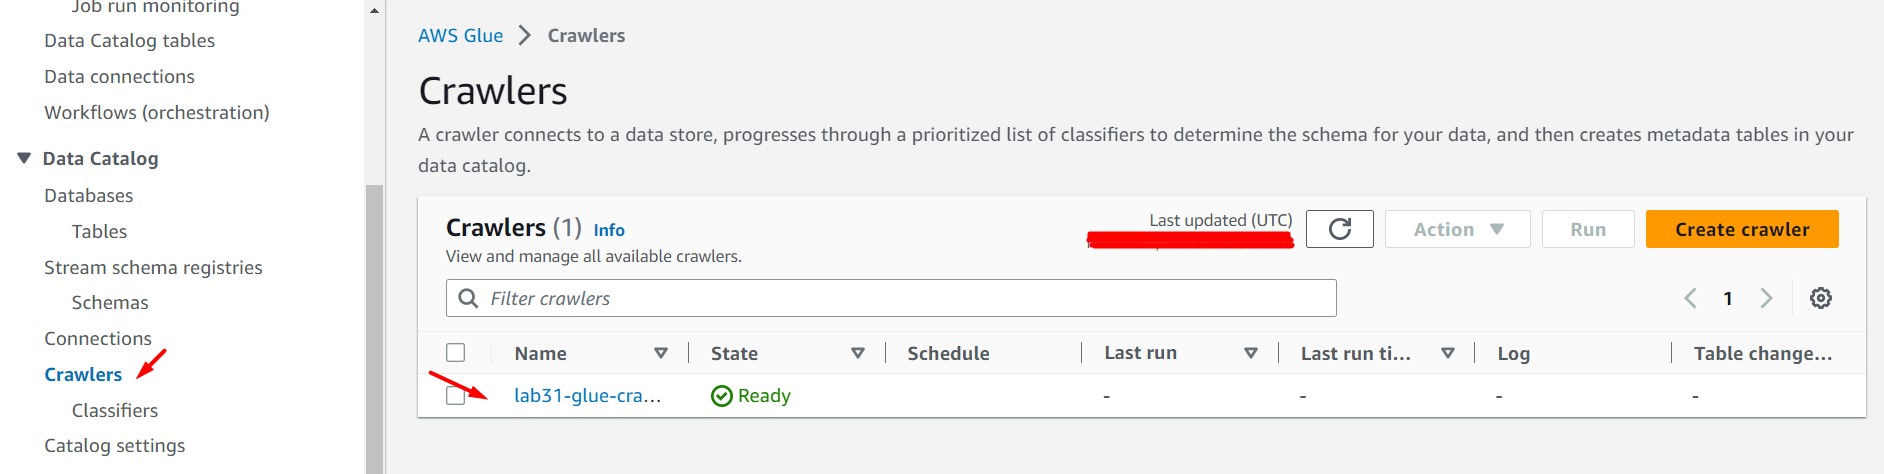 Job run monitoring
Data Catalog tables
Data connections
Workflows (orchestration)
Data Catalog
Databases
Tables
Stream schema registries
Schemas
Connections
Crawlers
Classifiers
Catalog settings
AWS Glue > Crawlers
Crawlers
A crawler connects to a data store, progresses through a prioritized list of classifiers to determine the schema for your data, and then creates metadata tables in your
data catalog.
Crawlers (1) Info
View and manage all available crawlers.
Last updated (UTC)
Action
Run
Create crawler
Filter crawlers
1
Name State Schedule Last run Last run ti... Log Table change...
lab31-glue-cra... Ready - - - -